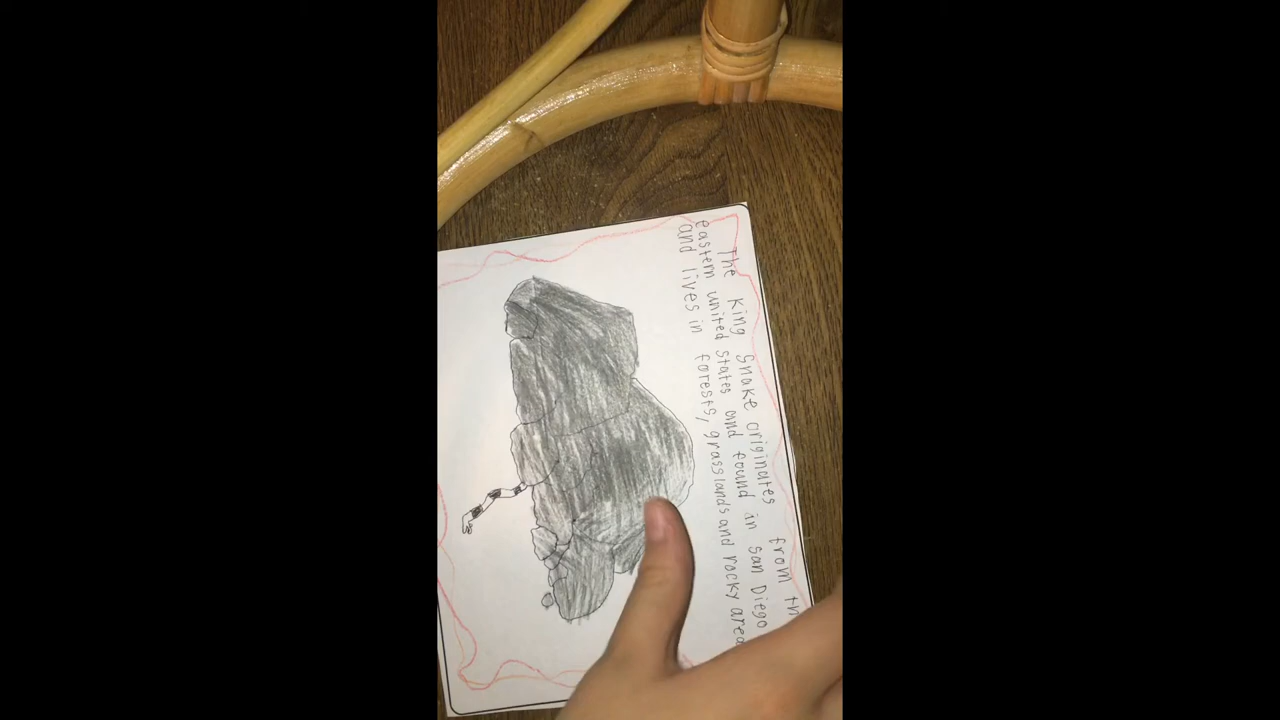 The King Snake originates from th
eastern united states and found in san Diego
and lives in forests, grasslands and rocky area